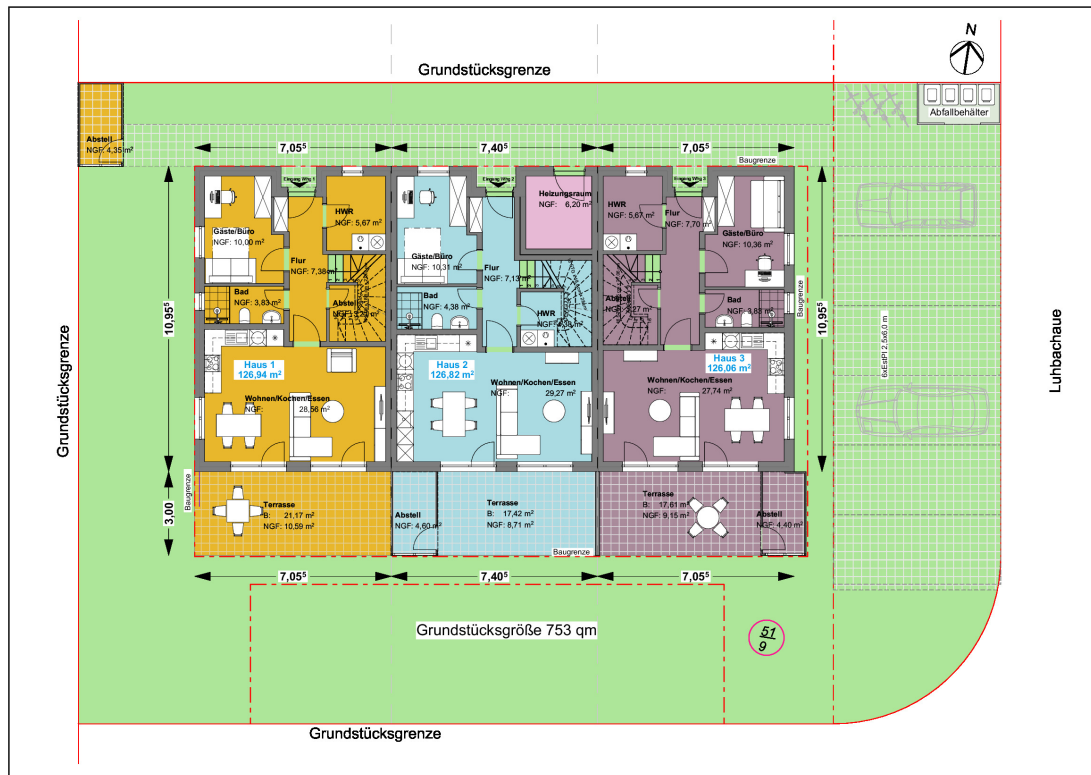 N
Grundstücksgrenze
Abfallbehälter
Abstell
NGF: 4,35 m²
7,05⁵
7,40⁵
7,05⁵
Baugrenze
Eingang Whg 1
Eingang Whg 2
Eingang Whg 3
Gäste/Büro
NGF: 10,00 m²
HWR
NGF: 5,67 m²
Flur
NGF: 7,38 m²
Bad
NGF: 3,83 m²
Abstell
Gäste/Büro
NGF: 10,31 m²
Heizungsraum
NGF: 6,20 m²
Flur
NGF: 7,13 m²
Bad
NGF: 4,38 m²
HWR
HWR
NGF: 5,67 m²
Flur
NGF: 7,70 m²
Gäste/Büro
NGF: 10,36 m²
Abstell
Bad
NGF: 3,83 m²
Haus 1
126,94 m²
Wohnen/Kochen/Essen
NGF: 28,56 m²
Haus 2
126,82 m²
Wohnen/Kochen/Essen
NGF: 29,27 m²
Haus 3
126,06 m²
Wohnen/Kochen/Essen
NGF: 27,74 m²
10,95⁵
3,00
10,95⁵
Baugrenze
Baugrenze
6xEstPl 2,5x6,0 m
Grundstücksgrenze
Luhbachaue
Terrasse
B: 21,17 m²
NGF: 10,59 m²
Abstell
NGF: 4,60 m²
Terrasse
B: 17,42 m²
NGF: 8,71 m²
Terrasse
B: 17,61 m²
NGF: 9,15 m²
Abstell
NGF: 4,40 m²
Baugrenze
7,05⁵
7,40⁵
7,05⁵
Grundstücksgröße 753 qm
51
9
Grundstücksgrenze